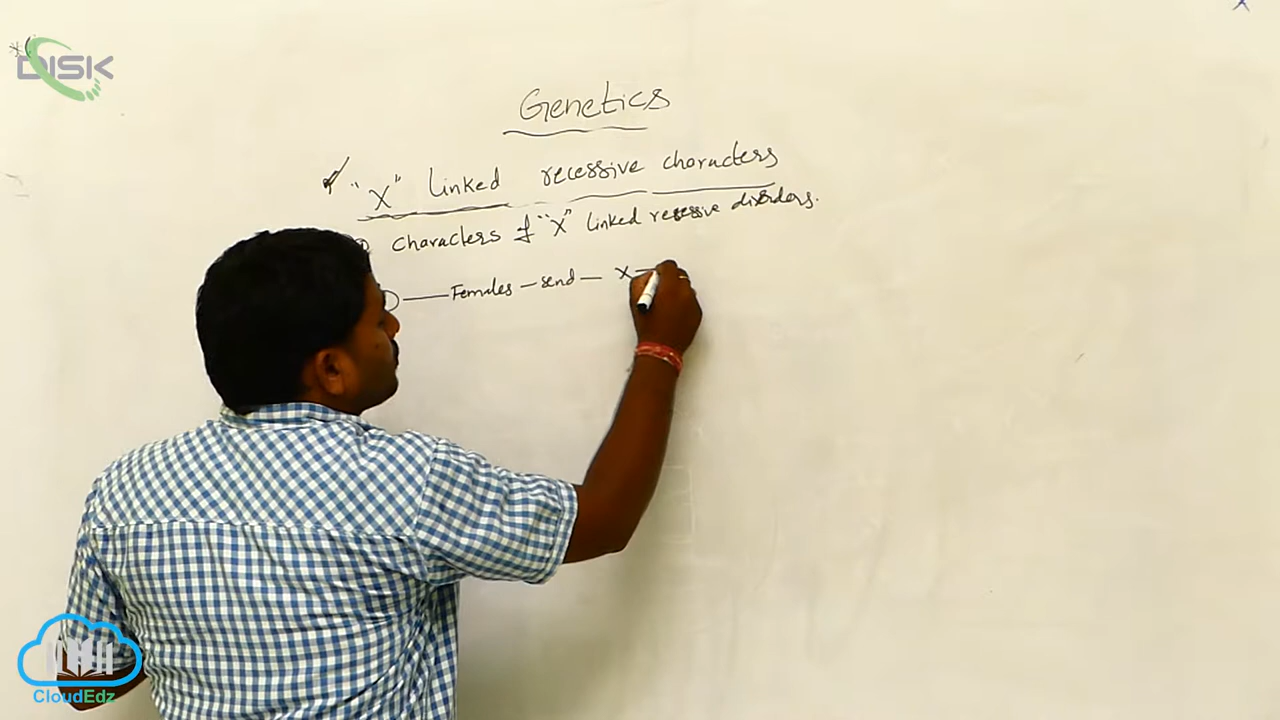 DISK
Genetics
"X" linked recessive characters
characters of "X" linked recessive disorders.
Females - send - X -
CloudEdz